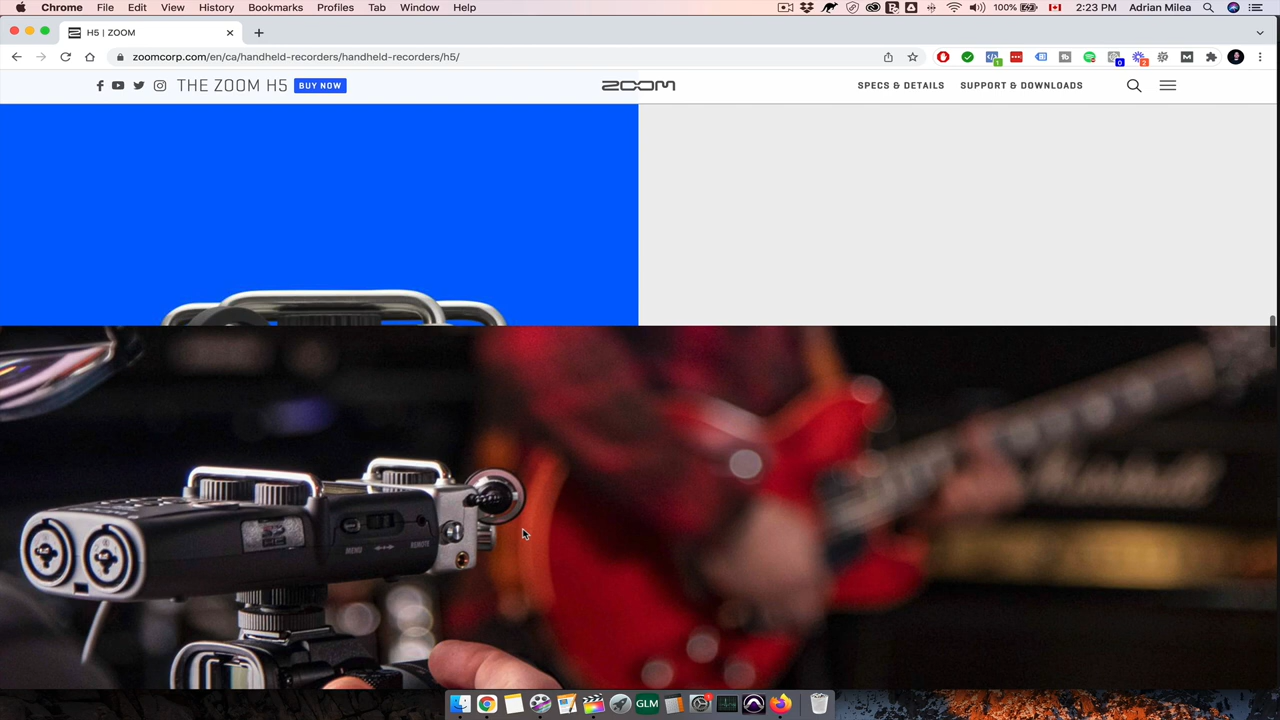 Chrome File Edit View History Bookmarks Profiles Tab Window Help 100% 2:23 PM Adrian Milea
H5 | ZOOM
zoomcorp.com/en/ca/handheld-recorders/handheld-recorders/h5/
THE ZOOM H5 BUY NOW ZOOM SPECS & DETAILS SUPPORT & DOWNLOADS
MENU REMOTE
GLM